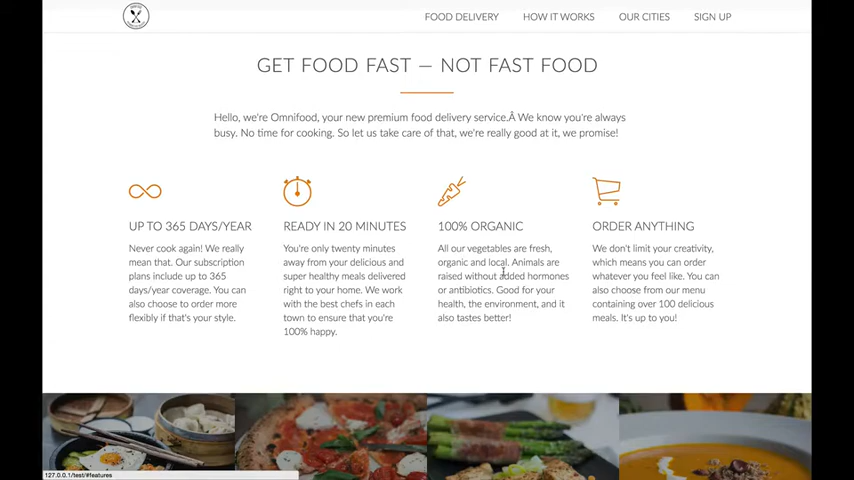 FOOD DELIVERY HOW IT WORKS OUR CITIES SIGN UP
GET FOOD FAST — NOT FAST FOOD
Hello, we're Omnifood, your new premium food delivery service.Â We know you're always
busy. No time for cooking. So let us take care of that, we're really good at it, we promise!
UP TO 365 DAYS/YEAR
Never cook again! We really
mean that. Our subscription
plans include up to 365
days/year coverage. You can
also choose to order more
flexibly if that's your style.
READY IN 20 MINUTES
You're only twenty minutes
away from your delicious and
super healthy meals delivered
right to your home. We work
with the best chefs in each
town to ensure that you're
100% happy.
100% ORGANIC
All our vegetables are fresh,
organic and local. Animals are
raised without added hormones
or antibiotics. Good for your
health, the environment, and it
also tastes better!
ORDER ANYTHING
We don't limit your creativity,
which means you can order
whatever you feel like. You can
also choose from our menu
containing over 100 delicious
meals. It's up to you!
127.0.0.1/test/#features